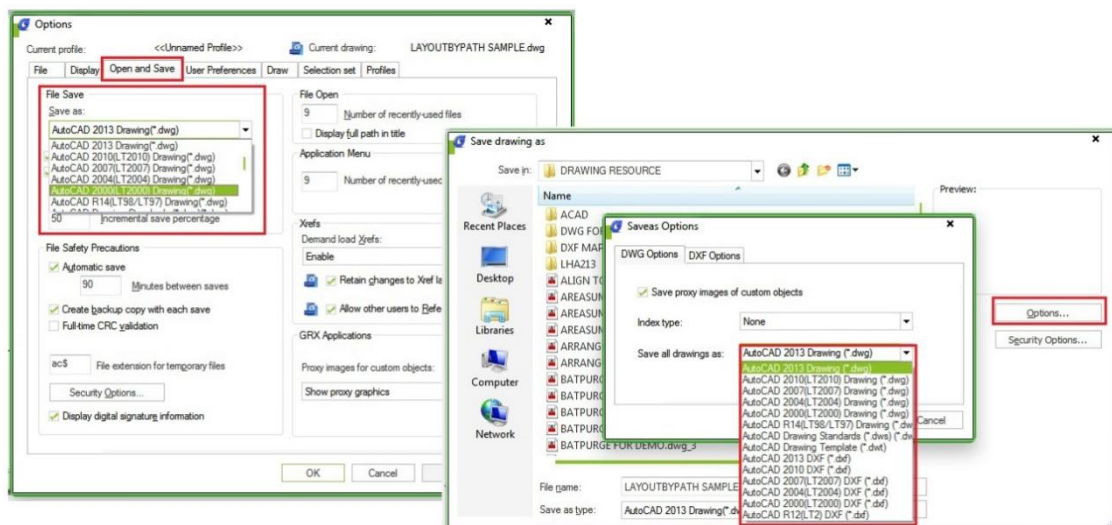 Options
Current profile: <<Unnamed Profile>> Current drawing: LAYOUTBYPATH SAMPLE.dwg
File Display Open and Save User Preferences Draw Selection set Profiles
File Save
Save as:
AutoCAD 2013 Drawing(*.dwg)
AutoCAD 2013 Drawing(*.dwg)
AutoCAD 2010(LT2010) Drawing(*.dwg)
AutoCAD 2007(LT2007) Drawing(*.dwg)
AutoCAD 2004(LT2004) Drawing(*.dwg)
AutoCAD 2000(LT2000) Drawing(*.dwg)
AutoCAD R14(LT98/LT97) Drawing(*.dwg)
50 Incremental save percentage
File Safety Precautions
Automatic save
90 Minutes between saves
Create backup copy with each save
Full-time CRC validation
ac$ File extension for temporary files
Security Options...
Display digital signature information
File Open
9 Number of recently-used files
Display full path in title
Application Menu
9 Number of recently-used
Xrefs
Demand load Xrefs:
Enable
Retain changes to Xref la
Allow other users to Refe
GRX Applications
Proxy images for custom objects:
Show proxy graphics
OK Cancel
Save drawing as
Save in: DRAWING RESOURCE
Recent Places
Desktop
Libraries
Computer
Network
Name
ACAD
DWG FO
DXF MAP
LHA213
ALIGN TO
AREASUN
AREASUN
AREASUN
ARRANG
ARRANG
BATPURG
BATPURG
BATPURG
BATPURGE FOR DEMO.dwg_3
Preview:
Options...
Security Options...
File name: LAYOUTBYPATH SAMPLE
Save as type: AutoCAD 2013 Drawing(*.dw
Saveas Options
DWG Options DXF Options
Save proxy images of custom objects
Index type: None
Save all drawings as: AutoCAD 2013 Drawing (*.dwg)
AutoCAD 2013 Drawing (*.dwg)
AutoCAD 2010(LT2010) Drawing (*.dwg)
AutoCAD 2007(LT2007) Drawing (*.dwg)
AutoCAD 2004(LT2004) Drawing (*.dwg)
AutoCAD 2000(LT2000) Drawing (*.dwg)
AutoCAD R14(LT98/LT97) Drawing (*.dw
AutoCAD Drawing Standards (*.dws) (*.dw
AutoCAD Drawing Template (*.dwt)
AutoCAD 2013 DXF (*.dxf)
AutoCAD 2010 DXF (*.dxf)
AutoCAD 2007(LT2007) DXF (*.dxf)
AutoCAD 2004(LT2004) DXF (*.dxf)
AutoCAD 2000(LT2000) DXF (*.dxf)
AutoCAD R12(LT2) DXF (*.dxf)
Cancel